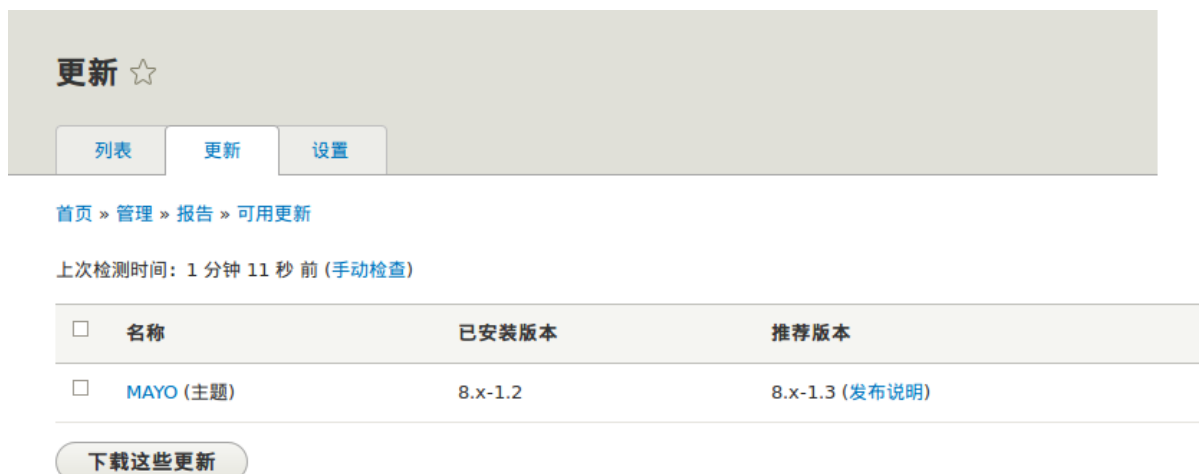 更新
列表 更新 设置
首页 » 管理 » 报告 » 可用更新
上次检测时间: 1 分钟 11 秒 前 (手动检查)
名称 已安装版本 推荐版本
MAYO (主题) 8.x-1.2 8.x-1.3 (发布说明)
下载这些更新